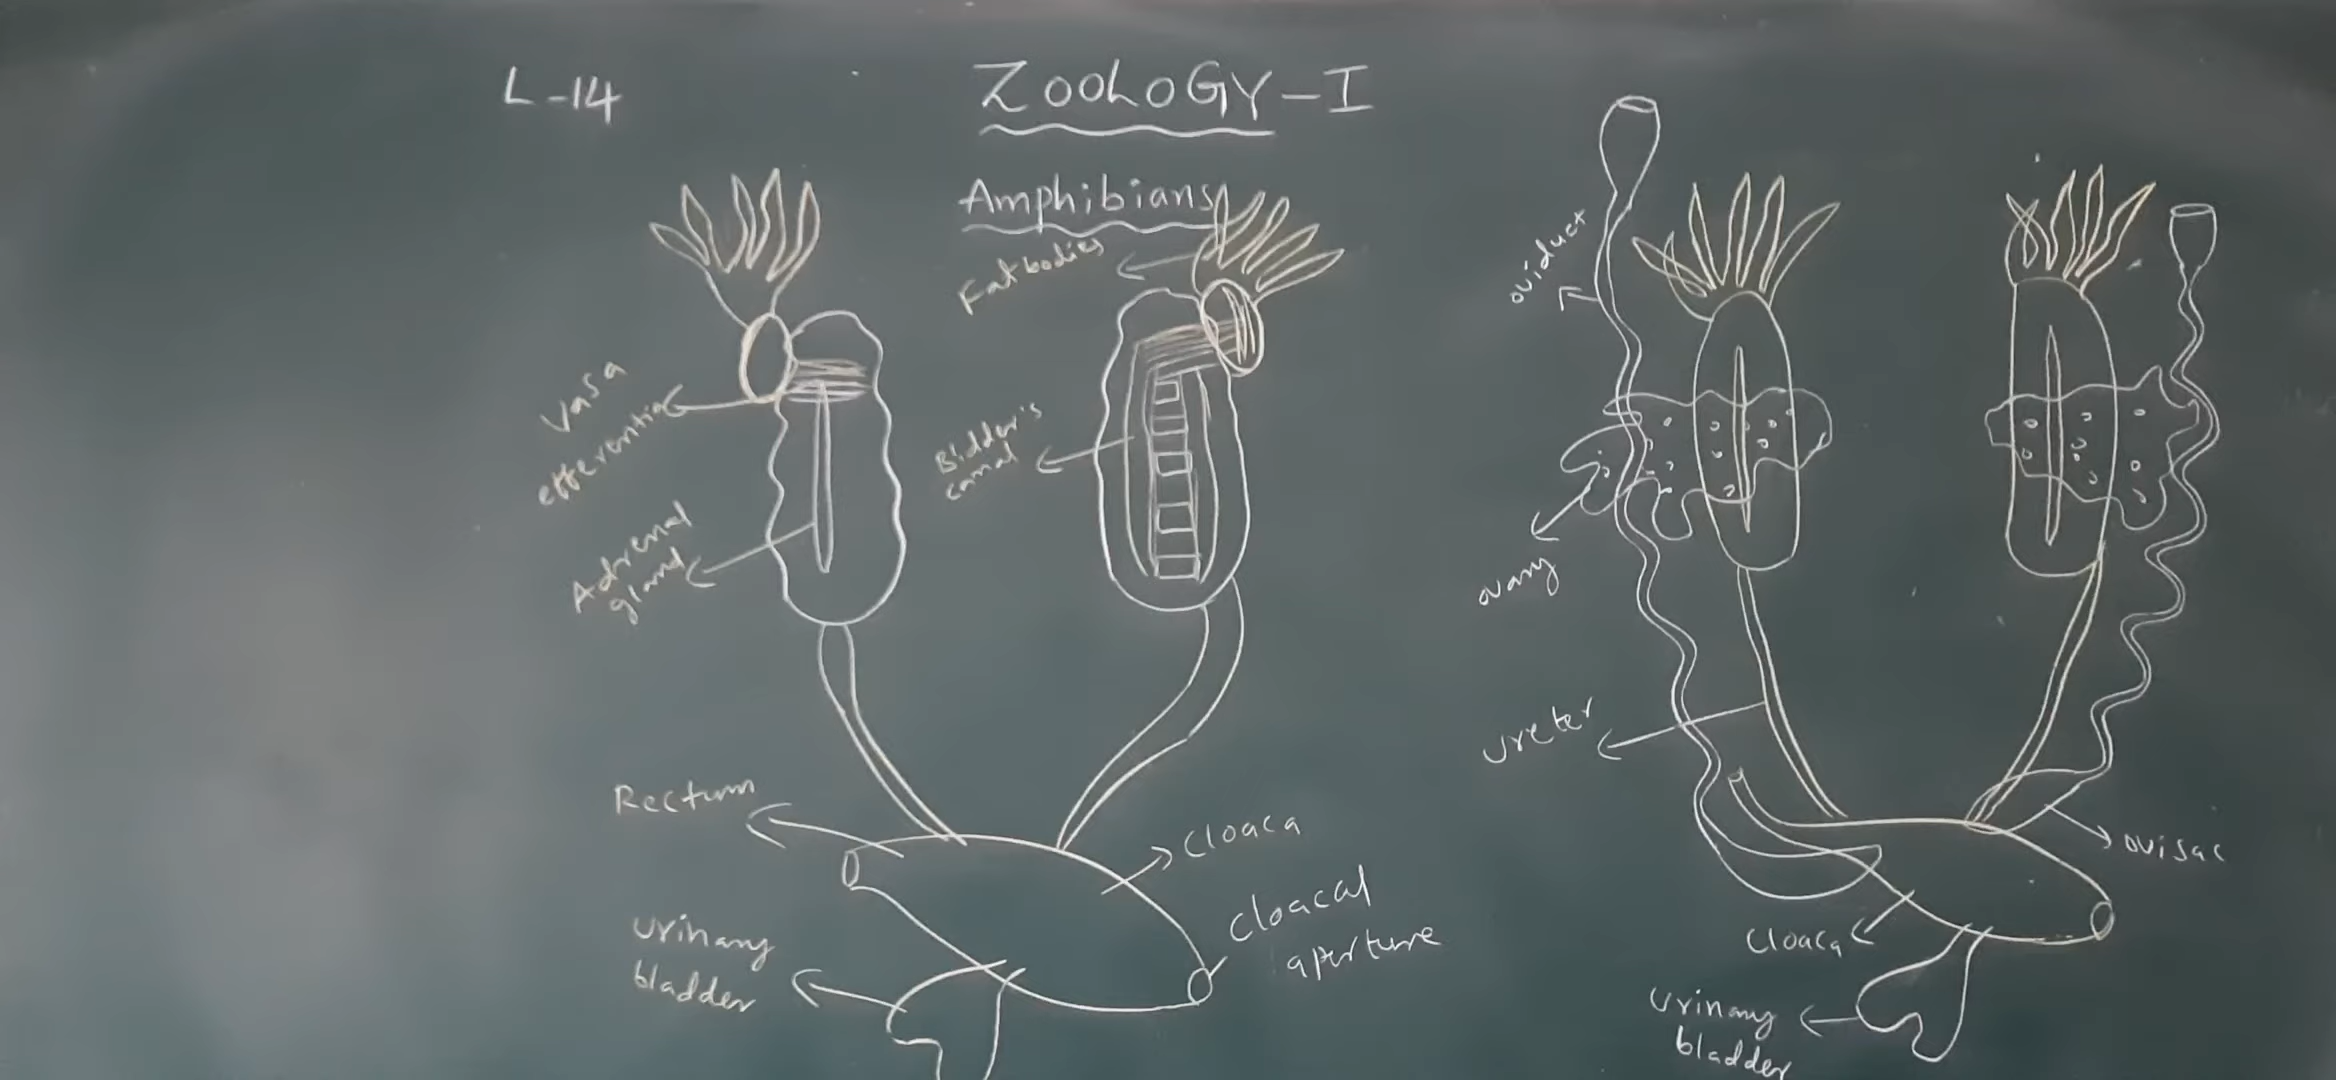 L-14
ZOOLOGY-I
Amphibians
Fat bodies
Vasa
efferentia
Bidder's
canal
Adrenal
gland
Rectum
Cloaca
Cloacal
aperture
urinary
bladder
oviduct
ovary
ureter
ovisac
Cloaca
urinary
bladder